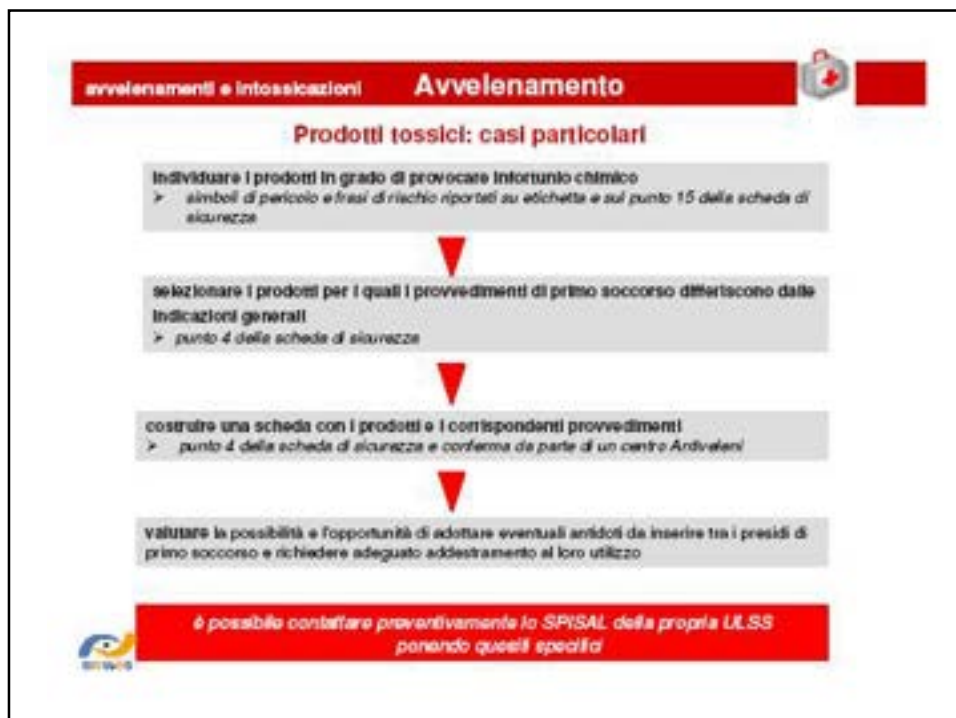 avvelenamenti e intossicazioni Avvelenamento
Prodotti tossici: casi particolari
individuare i prodotti in grado di provocare infortunio chimico
➢ simboli di pericolo e frasi di rischio riportati su etichetta e sul punto 15 della scheda di
sicurezza
selezionare i prodotti per i quali i provvedimenti di primo soccorso differiscono dalle
indicazioni generali
➢ punto 4 della scheda di sicurezza
costruire una scheda con i prodotti e i corrispondenti provvedimenti
➢ punto 4 della scheda di sicurezza e conferma da parte di un centro Antiveleni
valutare la possibilità e l'opportunità di adottare eventuali antidoti da inserire tra i presidi di
primo soccorso e richiedere adeguato addestramento al loro utilizzo
è possibile contattare preventivamente lo SPISAL della propria ULSS
ponendo quesiti specifici